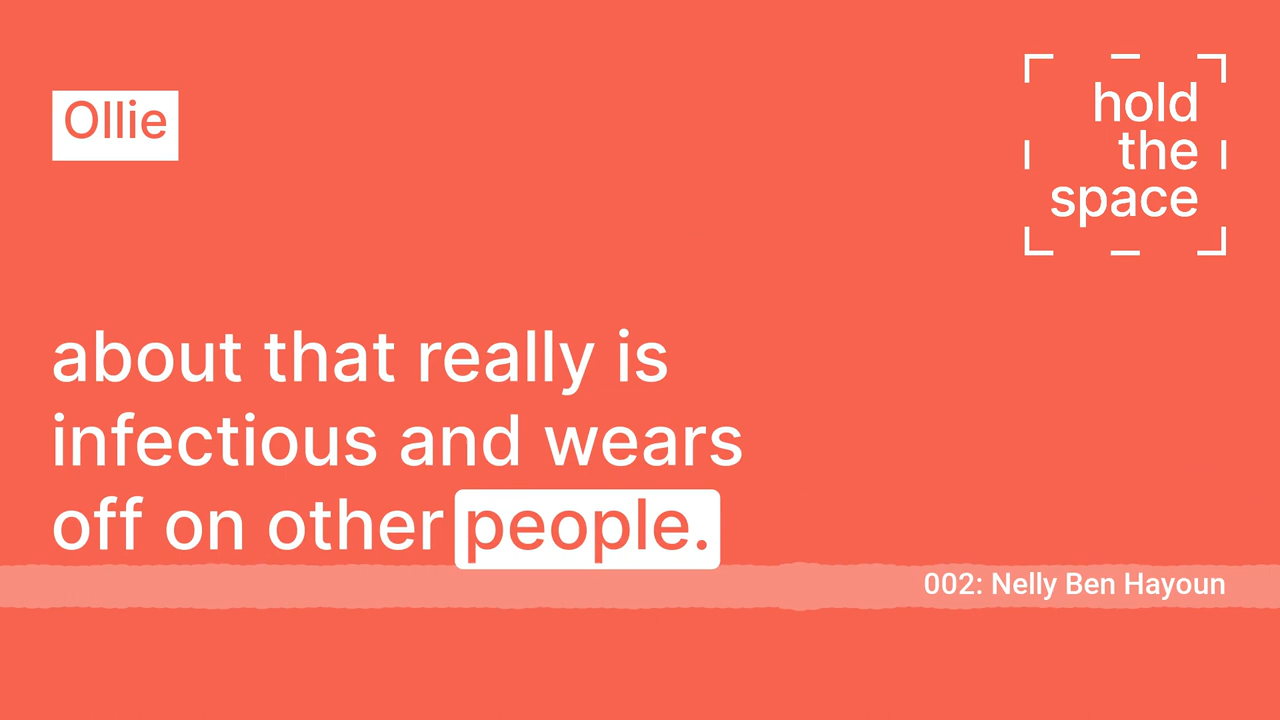 Ollie
hold
the
space
about that really is
infectious and wears
off on other people.
002: Nelly Ben Hayoun